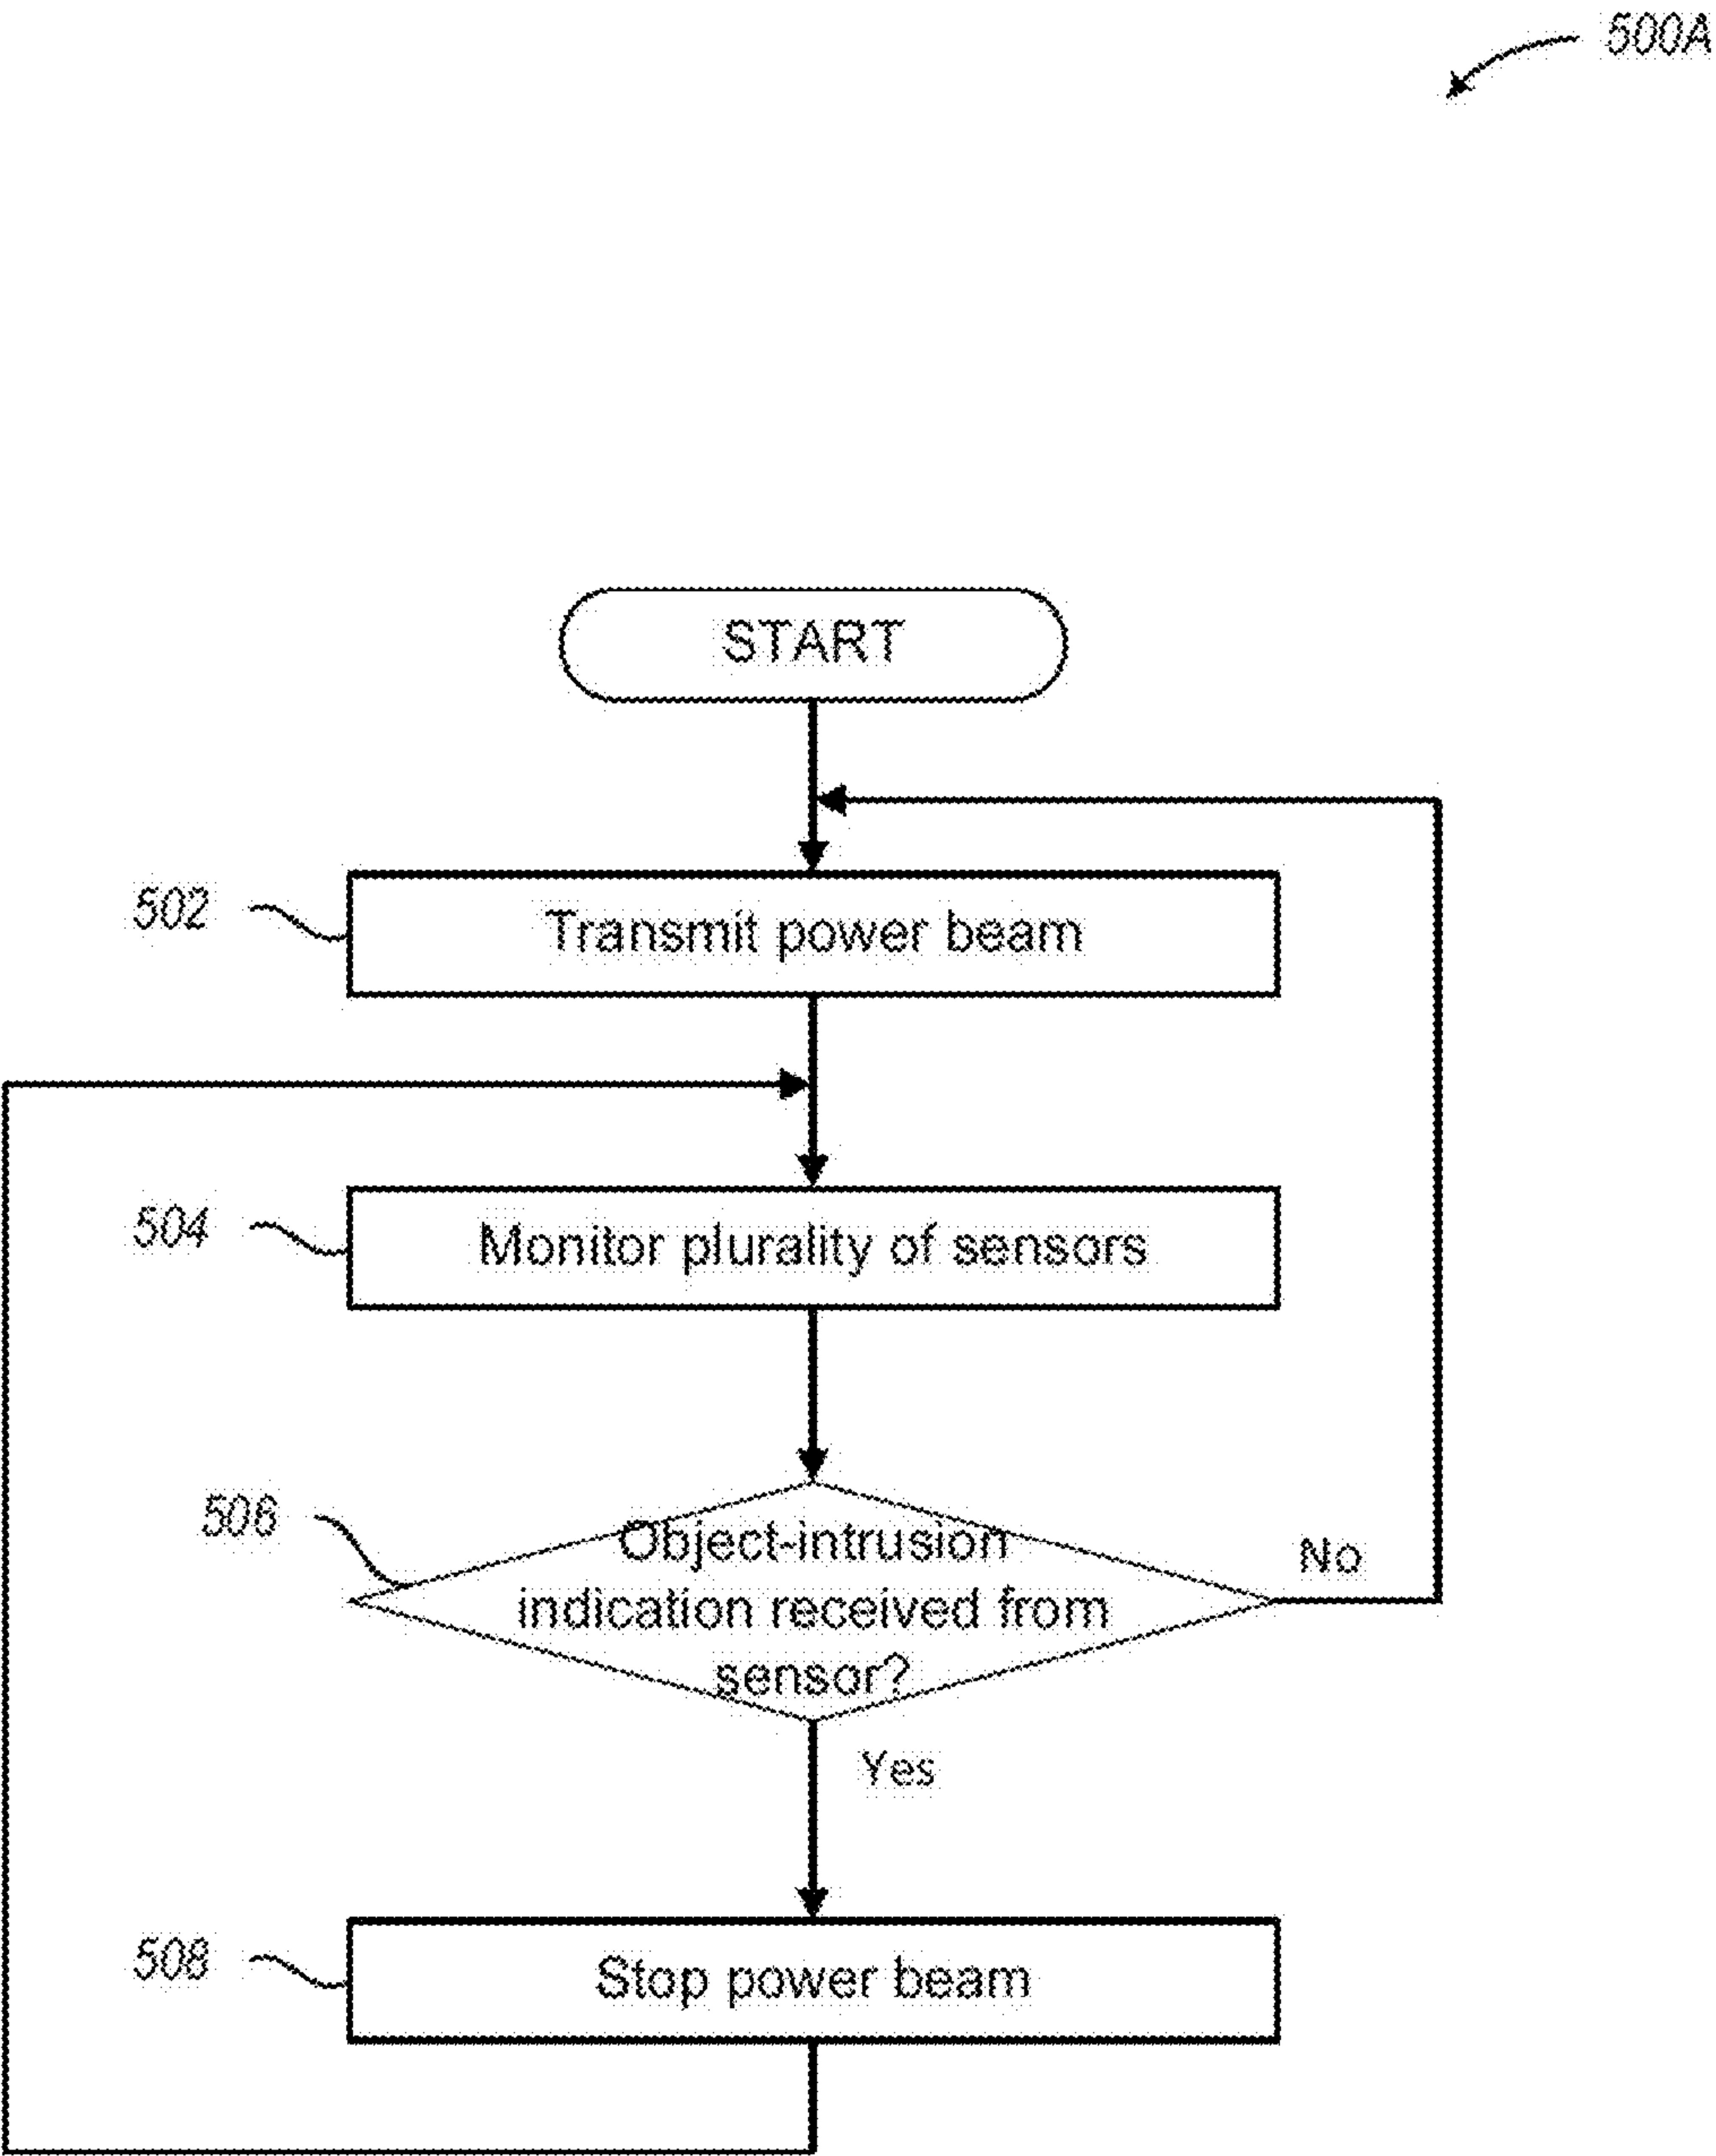 500A
START
502
Transmit power beam
504
Monitor plurality of sensors
506
Object-intrusion
indication received from
sensor?
No
Yes
508
Stop power beam